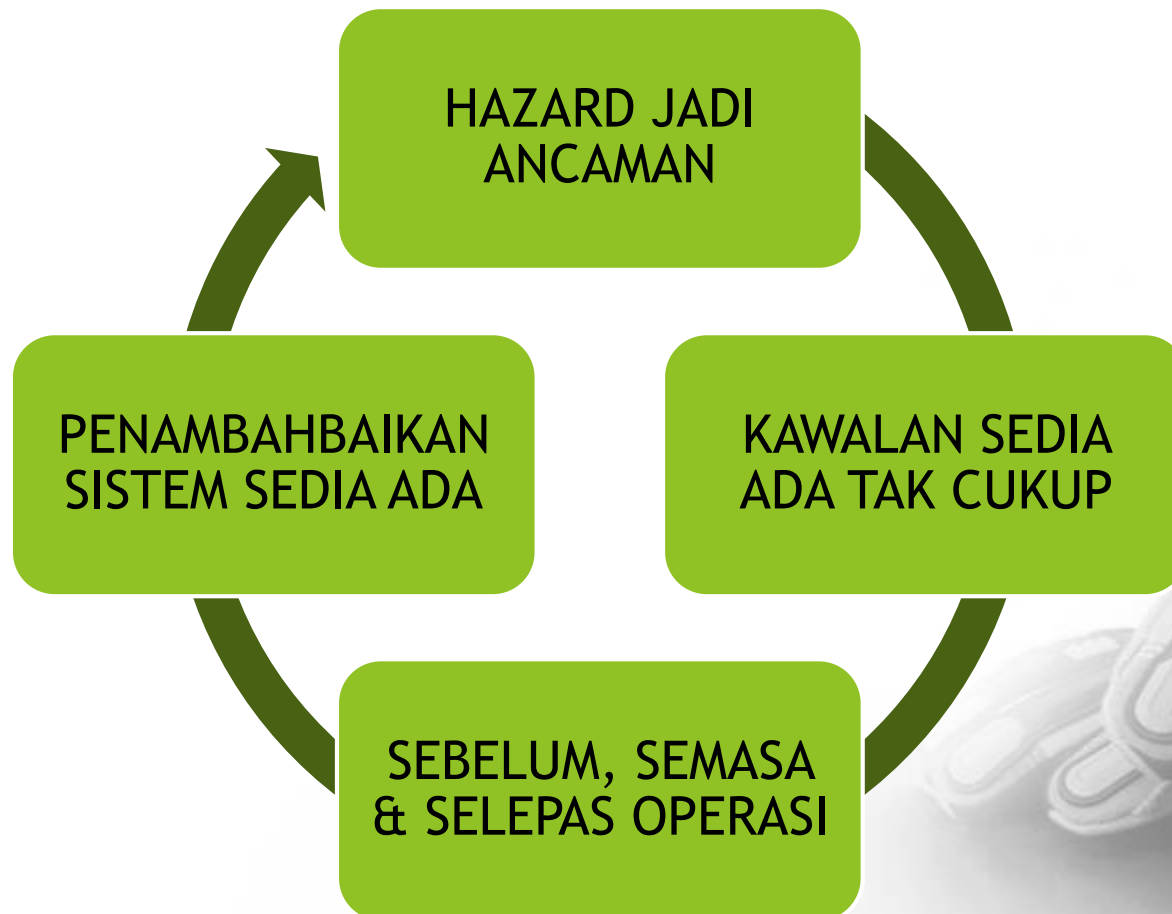 HAZARD JADI
ANCAMAN
KAWALAN SEDIA
ADA TAK CUKUP
SEBELUM, SEMASA
& SELEPAS OPERASI
PENAMBAHBAIKAN
SISTEM SEDIA ADA